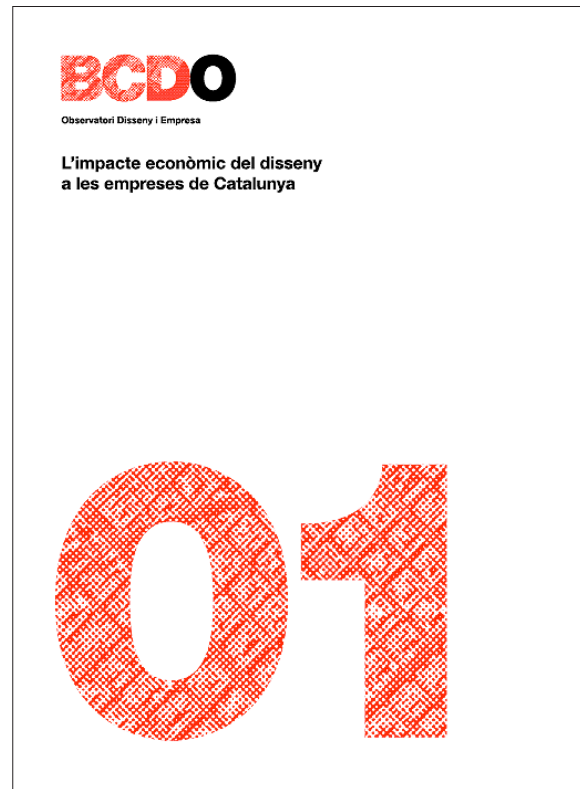 BCDO
Observatori Disseny i Empresa
L'impacte econòmic del disseny
a les empreses de Catalunya
01